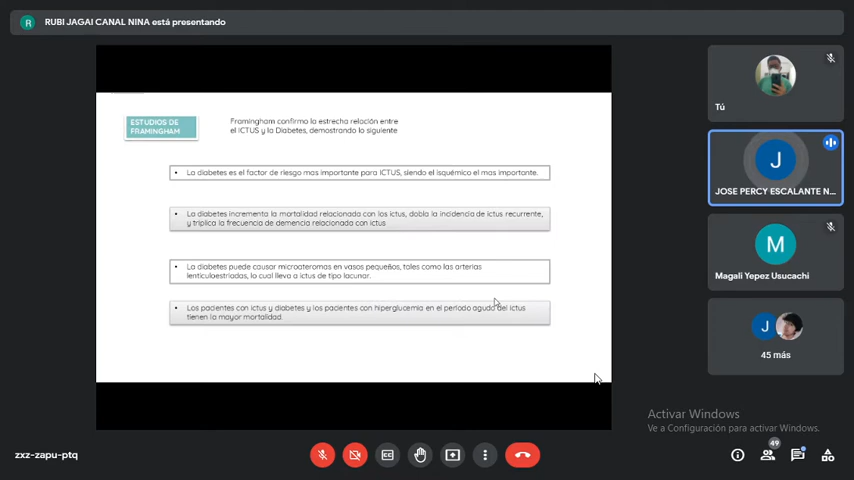 R RUBI JAGAI CANAL NINA está presentando
ESTUDIOS DE
FRAMINGHAM
Framingham confirmo la estrecha relación entre
el ICTUS y la Diabetes, demostrando lo siguiente
• La diabetes es el factor de riesgo mas importante para ICTUS, siendo el isquémico el mas importante.
• La diabetes incrementa la mortalidad relacionada con los ictus, dobla la incidencia de ictus recurrente,
y triplica la frecuencia de demencia relacionada con ictus
• La diabetes puede causar microateromas en vasos pequeños, tales como las arterias
lenticuloestriadas, lo cual lleva a ictus de tipo lacunar.
• Los pacientes con ictus y diabetes y los pacientes con hiperglucemia en el periodo agudo del ictus
tienen la mayor mortalidad.
Tú
J
JOSE PERCY ESCALANTE N...
M
Magali Yepez Usucachi
J
45 más
Activar Windows
Ve a Configuración para activar Windows.
zxz-zapu-ptq
CC
49